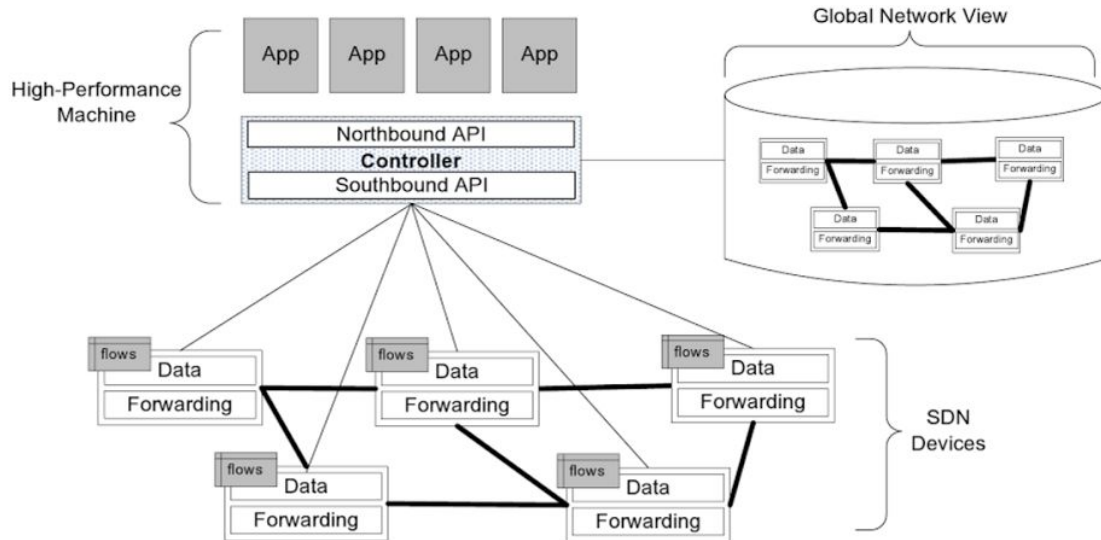 Global Network View
App App App App
High-Performance
Machine
Northbound API
Controller
Southbound API
Data Data Data
Forwarding Forwarding Forwarding
Data Data
Forwarding Forwarding
flows flows flows
Data Data Data
Forwarding Forwarding Forwarding
SDN
Devices
flows flows
Data Data
Forwarding Forwarding